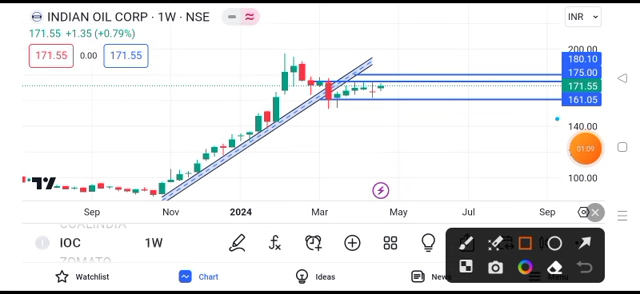 INDIAN OIL CORP · 1W · NSE
INR
171.55 +1.35 (+0.79%)
171.55 0.00 171.55
200.00
180.10
175.00
171.55
161.05
140.00
01:09
100.00
Sep Nov 2024 Mar May Jul Sep
COALINDIA
IOC 1W
ZOMATO
Watchlist Chart Ideas News Menu